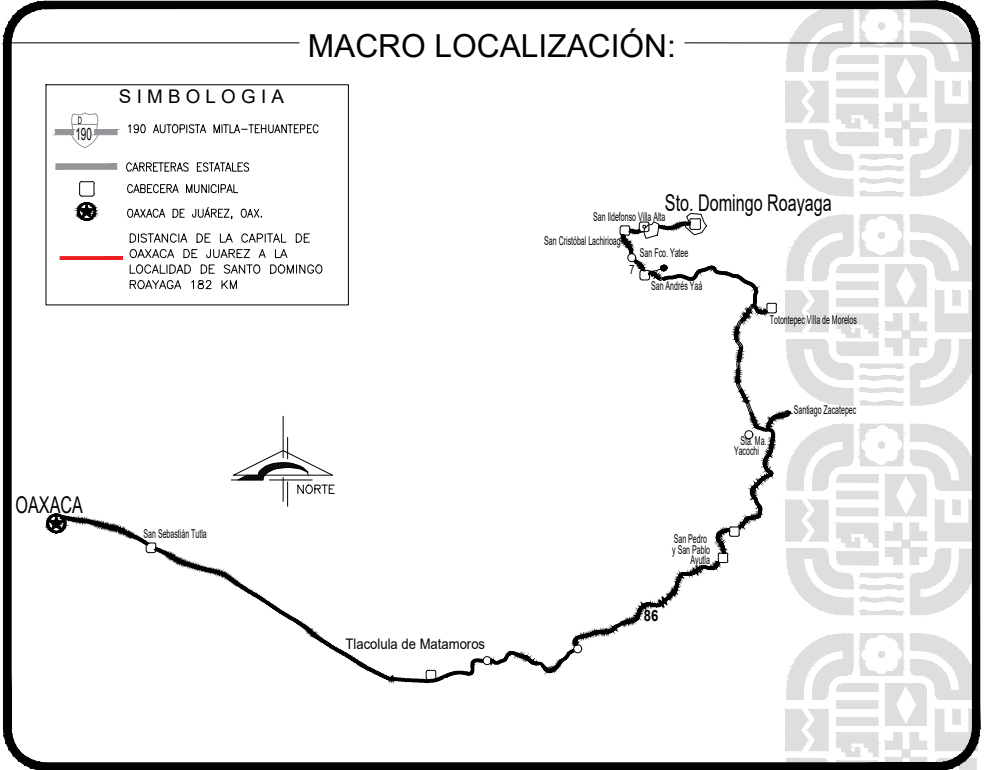 MACRO LOCALIZACIÓN:
SIMBOLOGIA
D
190
190 AUTOPISTA MITLA-TEHUANTEPEC
CARRETERAS ESTATALES
CABECERA MUNICIPAL
OAXACA DE JUÁREZ, OAX.
DISTANCIA DE LA CAPITAL DE
OAXACA DE JUAREZ A LA
LOCALIDAD DE SANTO DOMINGO
ROAYAGA 182 KM
Sto. Domingo Roayaga
San Ildefonso Villa Alta
San Cristóbal Lachirioag
San Fco. Yatee
7
San Andrés Yaá
Totontepec Villa de Morelos
Santiago Zacatepec
Sta. Ma.
Yacochi
NORTE
OAXACA
San Sebastián Tutla
San Pedro
y San Pablo
Ayutla
86
Tlacolula de Matamoros